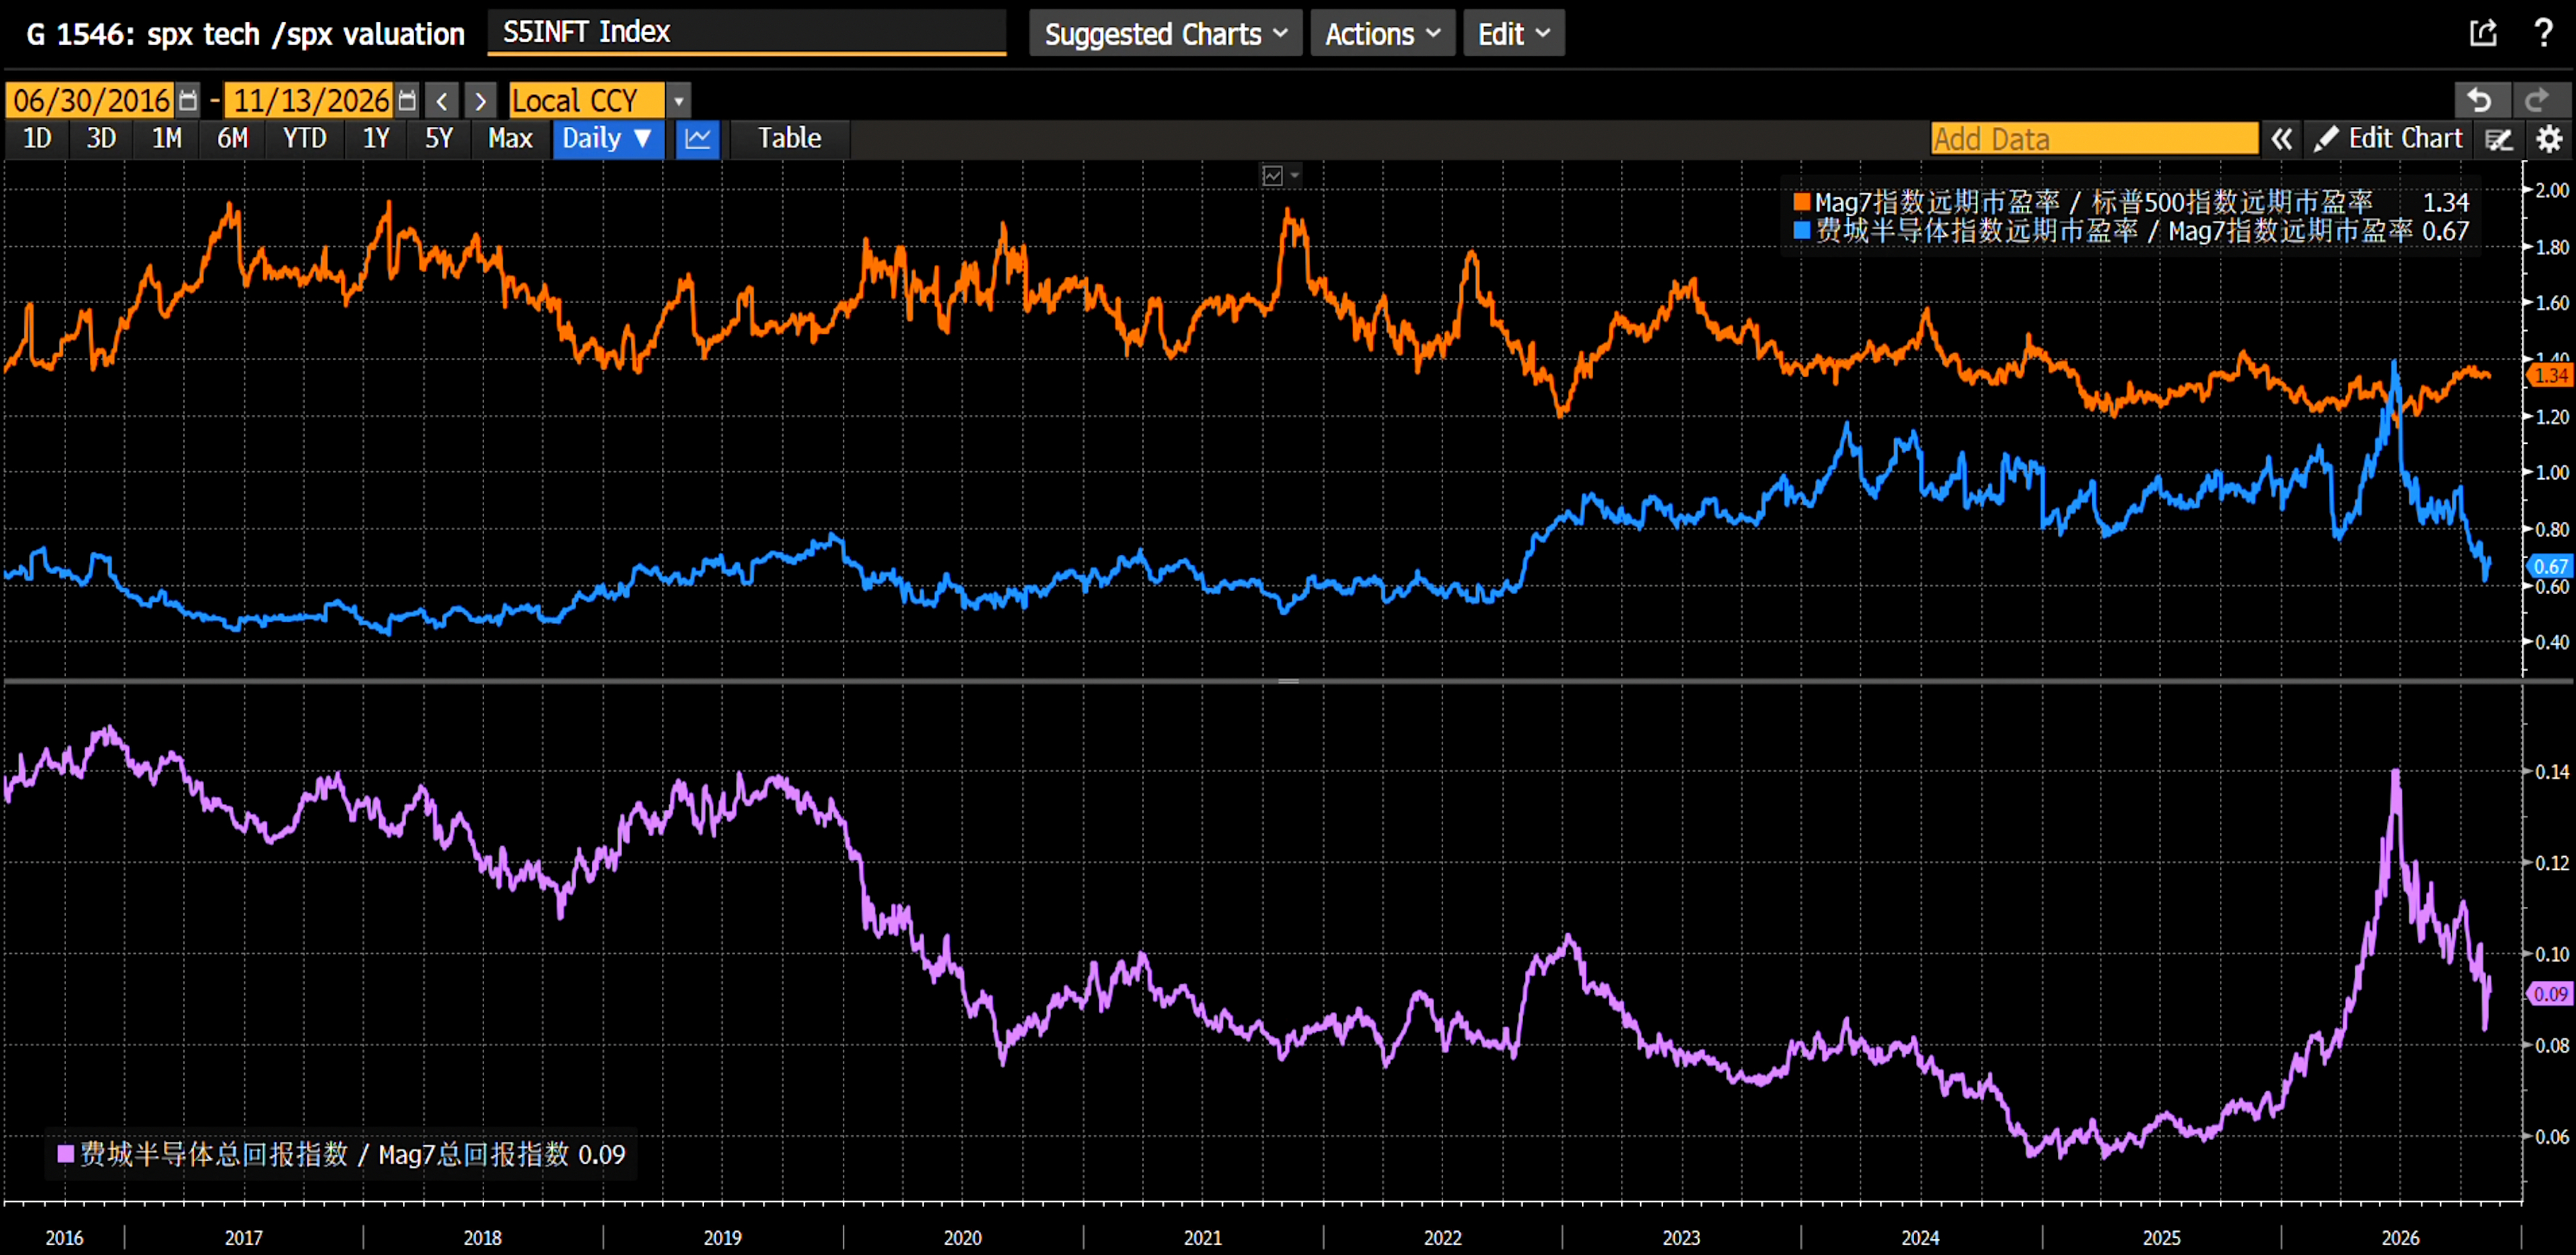 G 1546: spx tech /spx valuation S5INFT Index Suggested Charts Actions Edit ?
06/30/2016 - 11/13/2026 < > Local CCY
1D 3D 1M 6M YTD 1Y 5Y Max Daily ▼ Table Add Data « Edit Chart
Mag7指数远期市盈率 / 标普500指数远期市盈率 1.34
费城半导体指数远期市盈率 / Mag7指数远期市盈率 0.67
2.00
1.80
1.60
1.40
1.34
1.20
1.00
0.80
0.67
0.60
0.40
0.14
0.12
0.10
0.09
0.08
0.06
费城半导体总回报指数 / Mag7总回报指数 0.09
2016 2017 2018 2019 2020 2021 2022 2023 2024 2025 2026